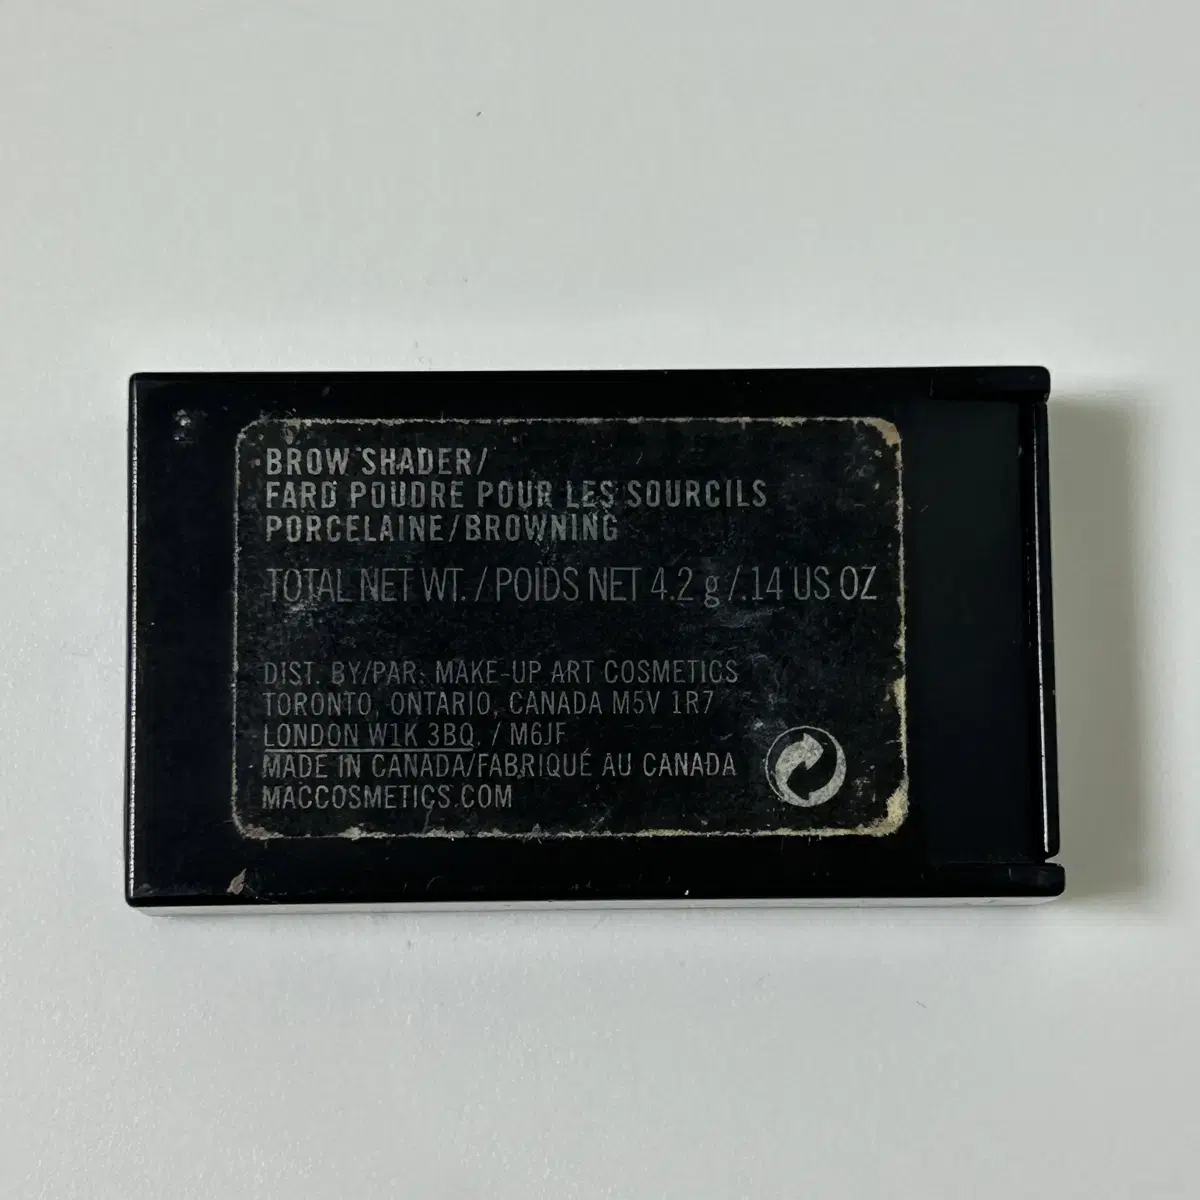 BROW SHADER/
FARD POUDRE POUR LES SOURCILS
PORCELAINE/BROWNING
TOTAL NET WT. / POIDS NET 4.2 g / .14 US OZ
DIST. BY/PAR: MAKE-UP ART COSMETICS
TORONTO, ONTARIO, CANADA M5V 1R7
LONDON W1K 3BQ. / M6JF
MADE IN CANADA/FABRIQUÉ AU CANADA
MACCOSMETICS.COM